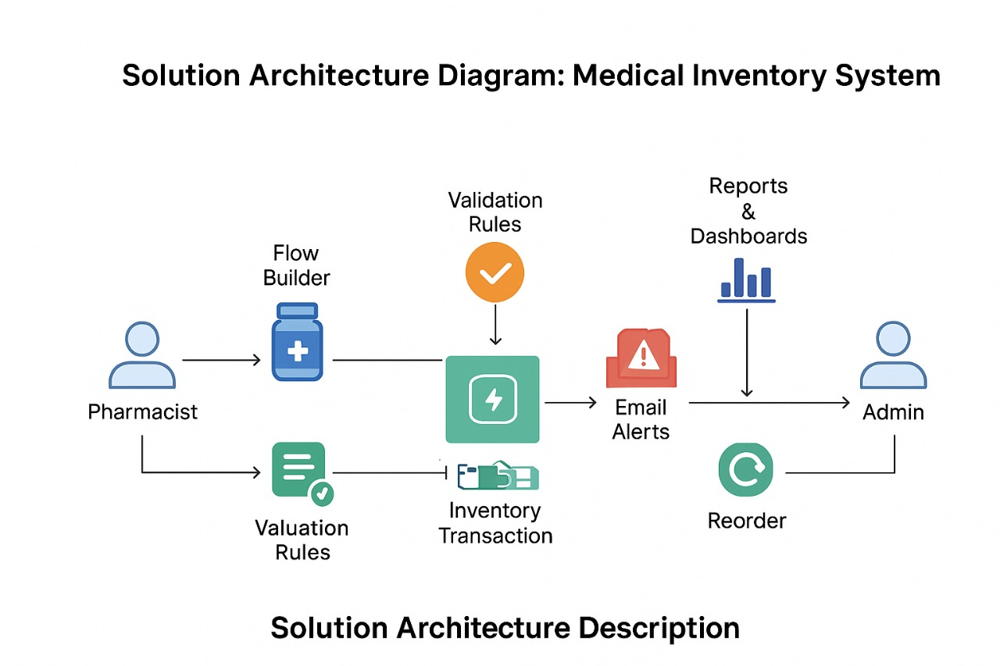 Solution Architecture Diagram: Medical Inventory System
Reports
&
Dashboards
Validation
Rules
Flow
Builder
Pharmacist
Email
Alerts
Admin
Valuation
Rules
Inventory
Transaction
Reorder
Solution Architecture Description